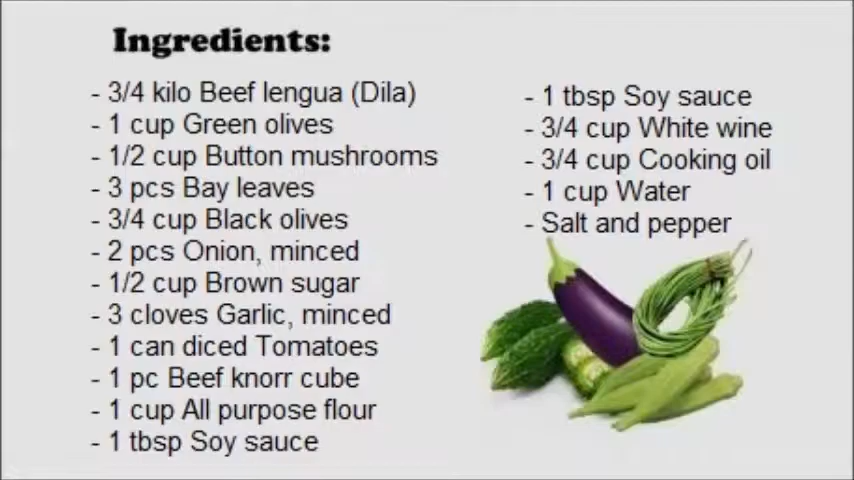 Ingredients:
- 3/4 kilo Beef lengua (Dila)
- 1 cup Green olives
- 1/2 cup Button mushrooms
- 3 pcs Bay leaves
- 3/4 cup Black olives
- 2 pcs Onion, minced
- 1/2 cup Brown sugar
- 3 cloves Garlic, minced
- 1 can diced Tomatoes
- 1 pc Beef knorr cube
- 1 cup All purpose flour
- 1 tbsp Soy sauce
- 1 tbsp Soy sauce
- 3/4 cup White wine
- 3/4 cup Cooking oil
- 1 cup Water
- Salt and pepper